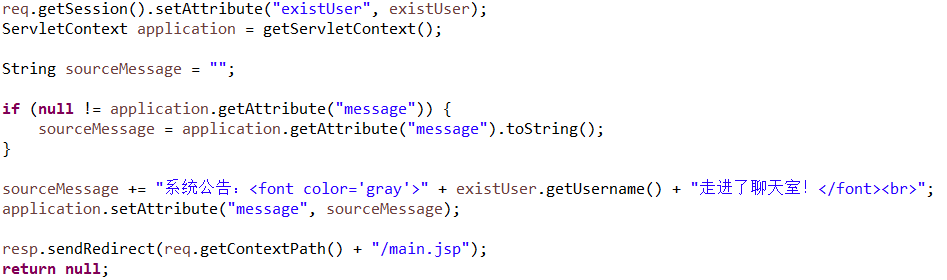 req.getSession().setAttribute("existUser", existUser);
ServletContext application = getServletContext();
String sourceMessage = "";
if (null != application.getAttribute("message")) {
    sourceMessage = application.getAttribute("message").toString();
}
sourceMessage += "系统公告：<font color='gray'>" + existUser.getUsername() + "走进了聊天室！</font><br>";
application.setAttribute("message", sourceMessage);
resp.sendRedirect(req.getContextPath() + "/main.jsp");
return null;